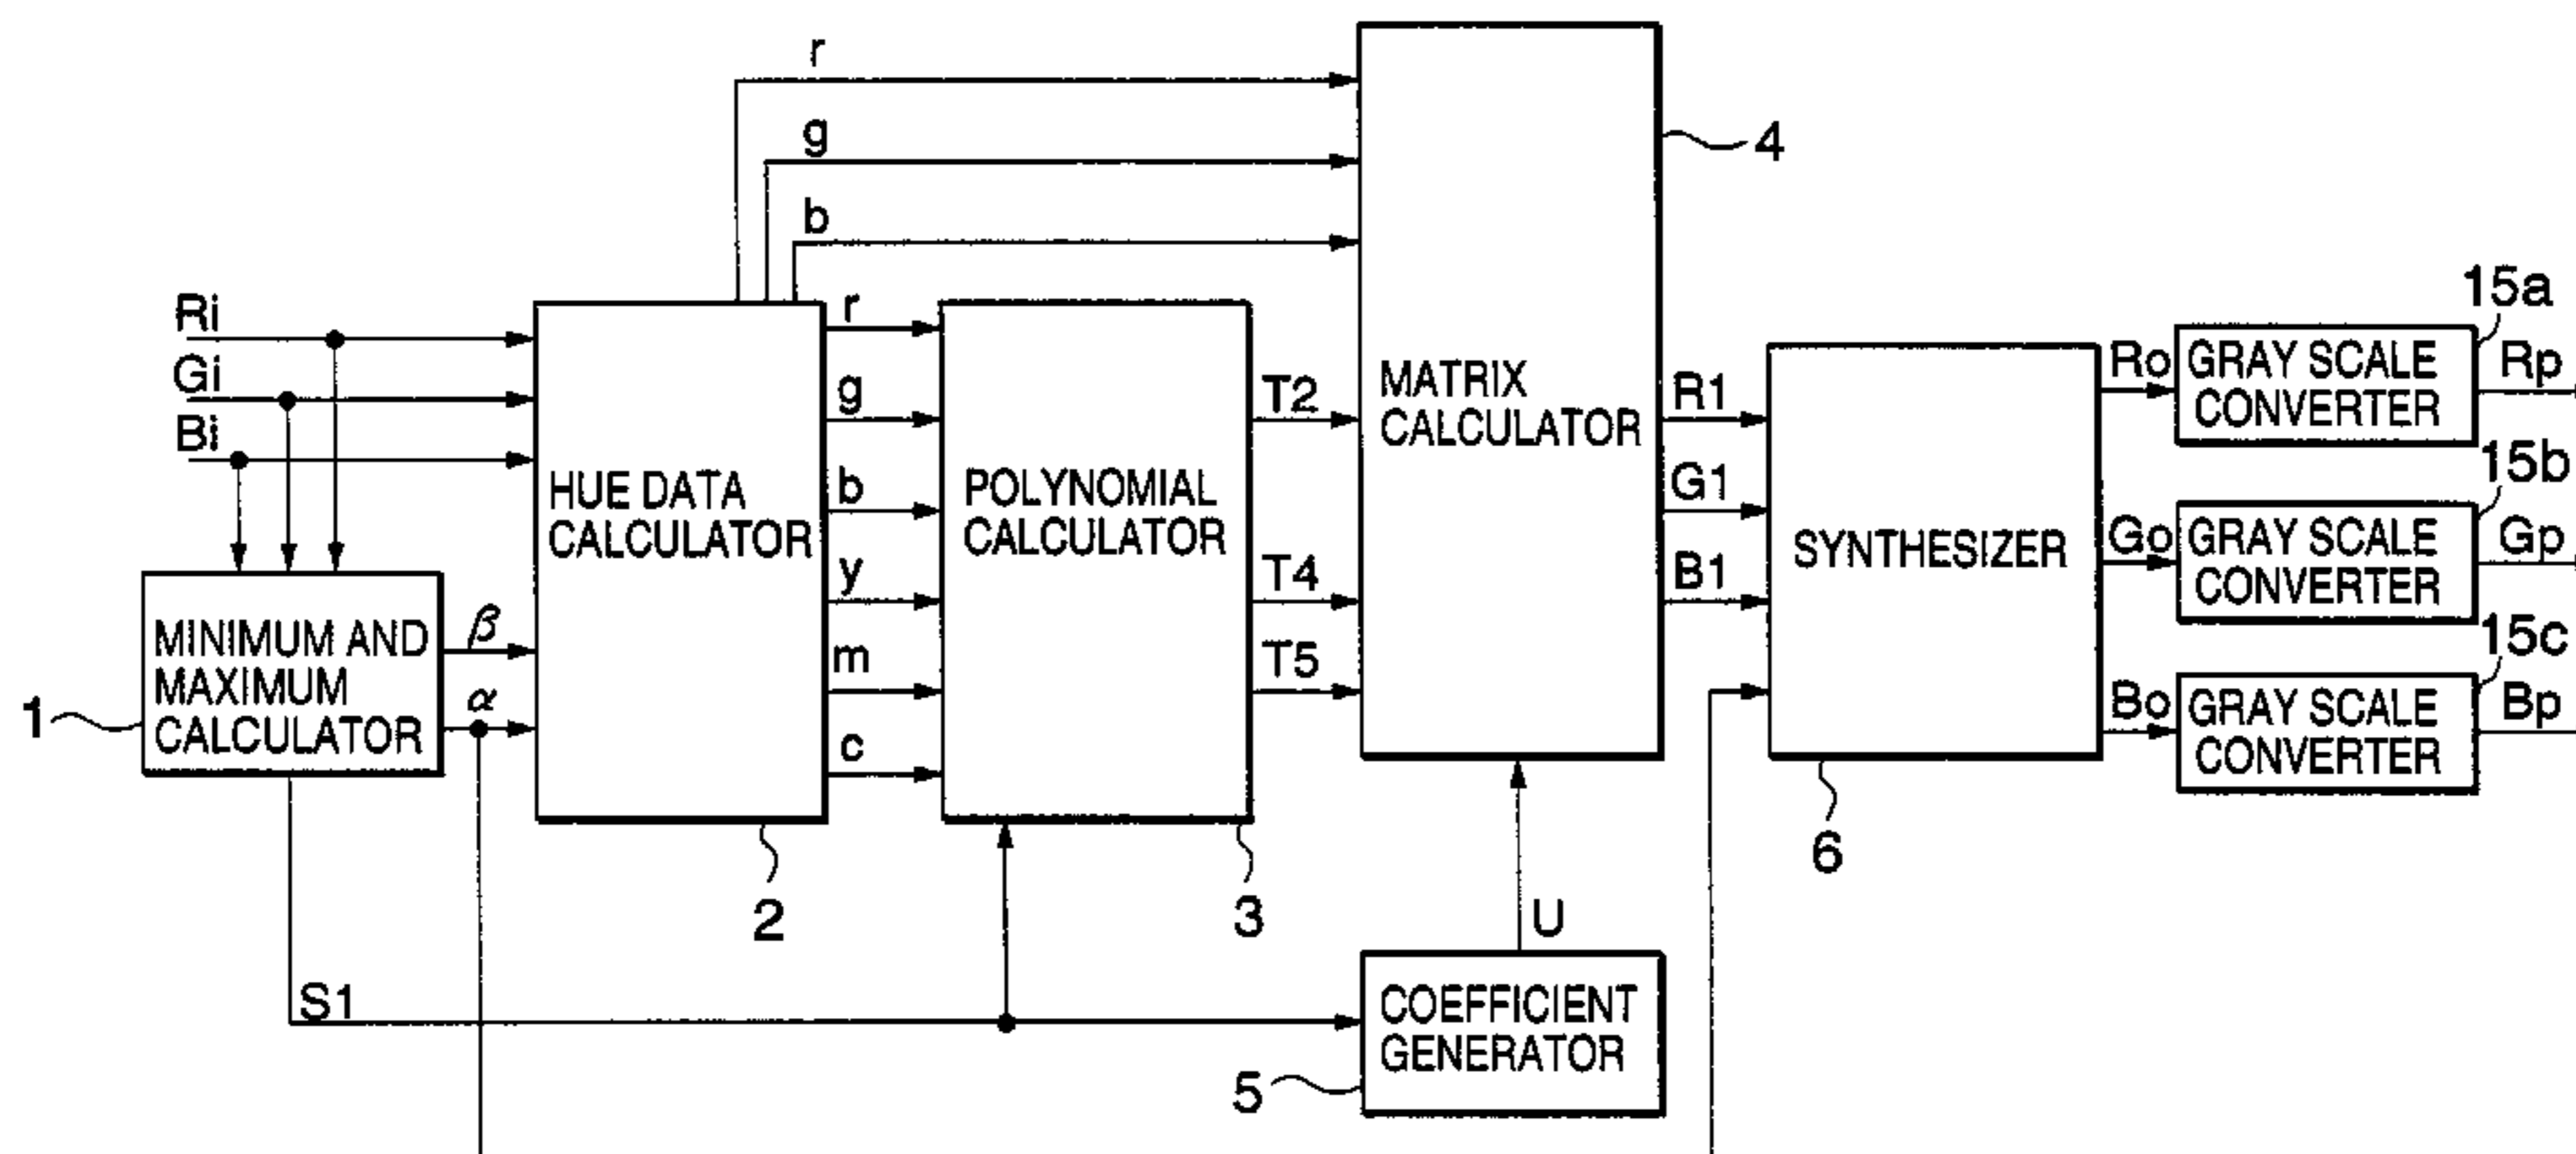 r
g
b
4
Ri
Gi
Bi
r
g
b
y
m
c
HUE DATA
CALCULATOR
2
POLYNOMIAL
CALCULATOR
3
T2
T4
T5
MATRIX
CALCULATOR
R1
G1
B1
SYNTHESIZER
6
Ro
Go
Bo
15a
GRAY SCALE
CONVERTER
Rp
15b
GRAY SCALE
CONVERTER
Gp
15c
GRAY SCALE
CONVERTER
Bp
1
MINIMUM AND
MAXIMUM
CALCULATOR
β
α
S1
U
COEFFICIENT
GENERATOR
5